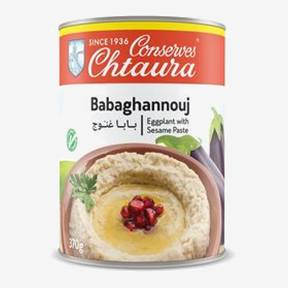 SINCE 1936
Conserves
Chtaura
Babaghannouj
بابا غنوج
Eggplant with
Sesame Paste
370g